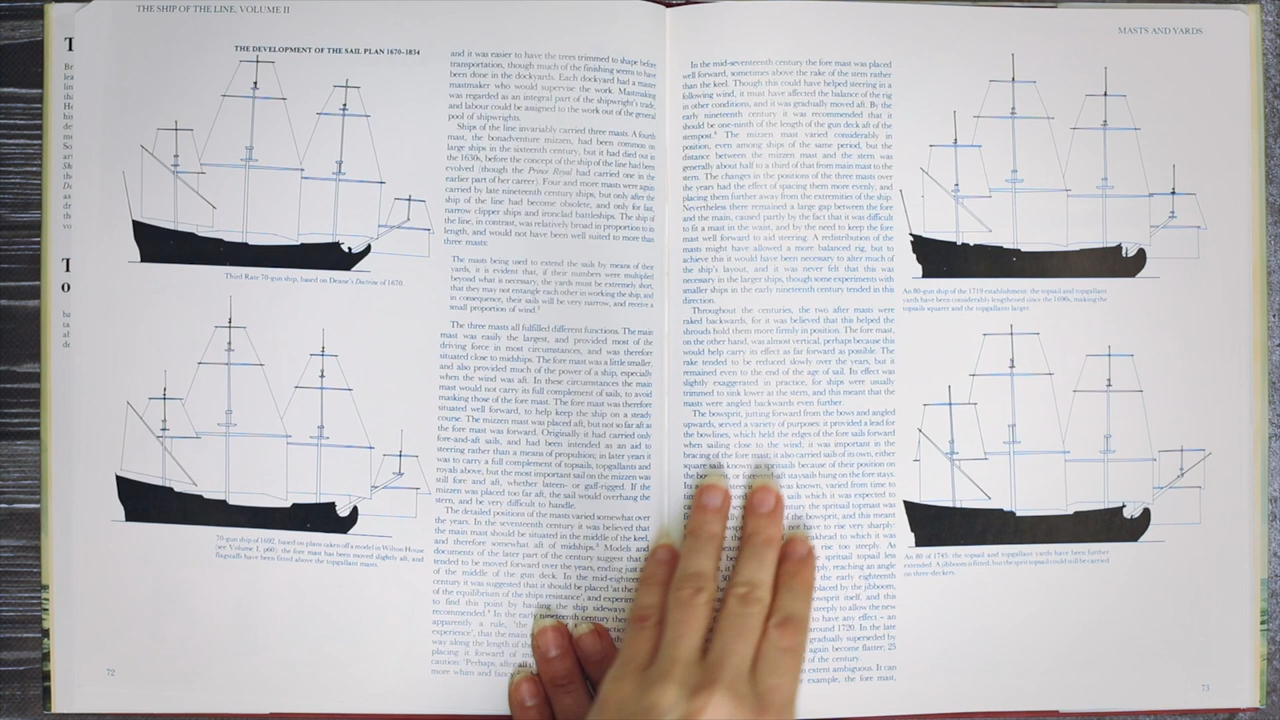 THE SHIP OF THE LINE, VOLUME II
THE DEVELOPMENT OF THE SAIL PLAN 1670–1834
Third Rate 70-gun ship, based on Deane's Doctrine of 1670.
70-gun ship of 1692, based on plans taken off a model in Wilton House
(see Volume I, p60): the fore mast has been moved slightly aft, and
flagstaffs have been fitted above the topgallant masts.
72
and it was easier to have the trees trimmed to shape before
transportation, though much of the finishing seems to have
been done in the dockyards. Each dockyard had a master
mastmaker who would supervise the work. Mastmaking
was regarded as an integral part of the shipwright's trade,
and labour could be assigned to the work out of the general
pool of shipwrights.
Ships of the line invariably carried three masts. A fourth
mast, the bonadventure mizzen, had been common on
large ships in the sixteenth century, but it had died out in
the 1620s, before the concept of the ship of the line had been
evolved (though the Prince Royal had carried one in the
earlier part of her career). Four and more masts were again
carried by late nineteenth century ships, but only after the
ship of the line had become obsolete, and only for fast,
narrow clipper ships and ironclad battleships. The ship of
the line, in contrast, was relatively broad in proportion to its
length, and would not have been well suited to more than
three masts:
The masts being used to extend the sails by means of their
yards, it is evident that, if their numbers were multiplied
beyond what is necessary, the yards must be extremely short,
that they may not entangle each other in working the ship, and
in consequence, their sails will be very narrow, and receive a
small proportion of wind.
The three masts all fulfilled different functions. The main
mast was easily the largest, and provided most of the
driving force in most circumstances, and was therefore
situated close to midships. The fore mast was a little smaller,
and also provided much of the power of a ship, especially
when the wind was aft. In these circumstances the main
mast would not carry its full complement of sails, to avoid
masking those of the fore mast. The fore mast was therefore
situated well forward, to help keep the ship on a steady
course. The mizzen mast was placed aft, but not so far aft as
the fore mast was forward. Originally it had carried only
fore-and-aft sails, and had been intended as an aid to
steering rather than a means of propulsion; in later years it
was to carry a full complement of topsails, topgallants and
royals above, but the most important sail on the mizzen was
still fore and aft, whether lateen- or gaff-rigged. If the
mizzen was placed too far aft, the sail would overhang the
stern, and be very difficult to handle.
The detailed positions of the masts varied somewhat over
the years. In the seventeenth century it was believed that
the main mast should be situated in the middle of the keel,
and therefore somewhat aft of midships. Models and
documents of the later part of the century suggest that it
tended to be moved forward over the years, ending
of the middle of the gun deck. In the mid-eighteenth
century it was suggested that it should be placed 'at the
of the equilibrium of the ships resistance', and
to find this point by hauling the ship sideways
recommended. In the early nineteenth century
apparently a rule, 'the
experience', that the main
way along the length of the
placing it forward of
caution: 'Perhaps, after all
more whim and
MASTS AND YARDS
In the mid-seventeenth century the fore mast was placed
well forward, sometimes above the rake of the stem rather
than the keel. Though this could have helped steering in a
following wind, it must have affected the balance of the rig
in other conditions, and it was gradually moved aft. By the
early nineteenth century it was recommended that it
should be one-ninth of the length of the gun deck aft of the
stempost. The mizzen mast varied considerably in
position, even among ships of the same period, but the
distance between the mizzen mast and the stern was
generally about half to a third of that from main mast to the
stern. The changes in the positions of the three masts over
the years had the effect of spacing them more evenly, and
placing them further away from the extremities of the ship.
Nevertheless there remained a large gap between the fore
and the main, caused partly by the fact that it was difficult
to fit a mast in the waist, and by the need to keep the fore
mast well forward to aid steering. A redistribution of the
masts might have allowed a more balanced rig, but to
achieve this it would have been necessary to alter much of
the ship's layout, and it was never felt that this was
necessary in the larger ships, though some experiments with
smaller ships in the early nineteenth century tended in this
direction.
Throughout the centuries, the two after masts were
raked backwards, for it was believed that this helped the
shrouds hold them more firmly in position. The fore mast,
on the other hand, was almost vertical, perhaps because this
would help carry its effect as far forward as possible. The
rake tended to be reduced slowly over the years, but it
remained even to the end of the age of sail. Its effect was
slightly exaggerated in practice, for ships were usually
trimmed to sink lower at the stern, and this meant that the
masts were angled backwards even further.
The bowsprit, jutting forward from the bows and angled
upwards, served a variety of purposes: it provided a lead for
the bowlines, which held the edges of the fore sails forward
when sailing close to the wind; it was important in the
bracing of the fore mast; it also carried sails of its own, either
square sails known as spritsails because of their position on
the or staysails hung on the fore stays.
was known, varied from time to
sails which it was expected to
century the spritsail topmast was
of the bowsprit, and this meant
not have to rise very sharply:
to which it was
rise too steeply. As
spritsail topsail less
reaching an angle
the early eighteenth
placed by the jibboom,
bowsprit itself, and this
steeply to allow the new
to have any effect – an
around 1720. In the late
gradually superseded by
again become flatter; 25
of the century.
extent ambiguous. It can
example, the fore mast,
An 80-gun ship of the 1719 establishment: the topsail and topgallant
yards have been considerably lengthened since the 1690s, making the
topsails squarer and the topgallants larger.
An 80 of 1745: the topsail and topgallant yards have been further
extended. A jibboom is fitted, but the sprit topsail could still be carried
on three-deckers.
73